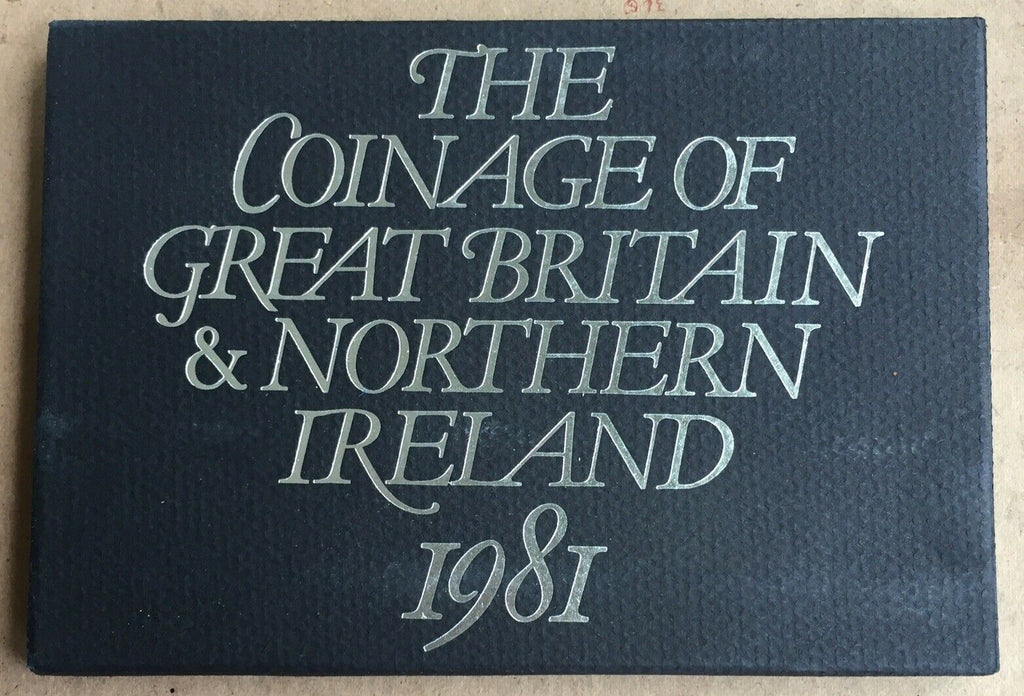 THE
COINAGE OF
GREAT BRITAIN
& NORTHERN
IRELAND
1981